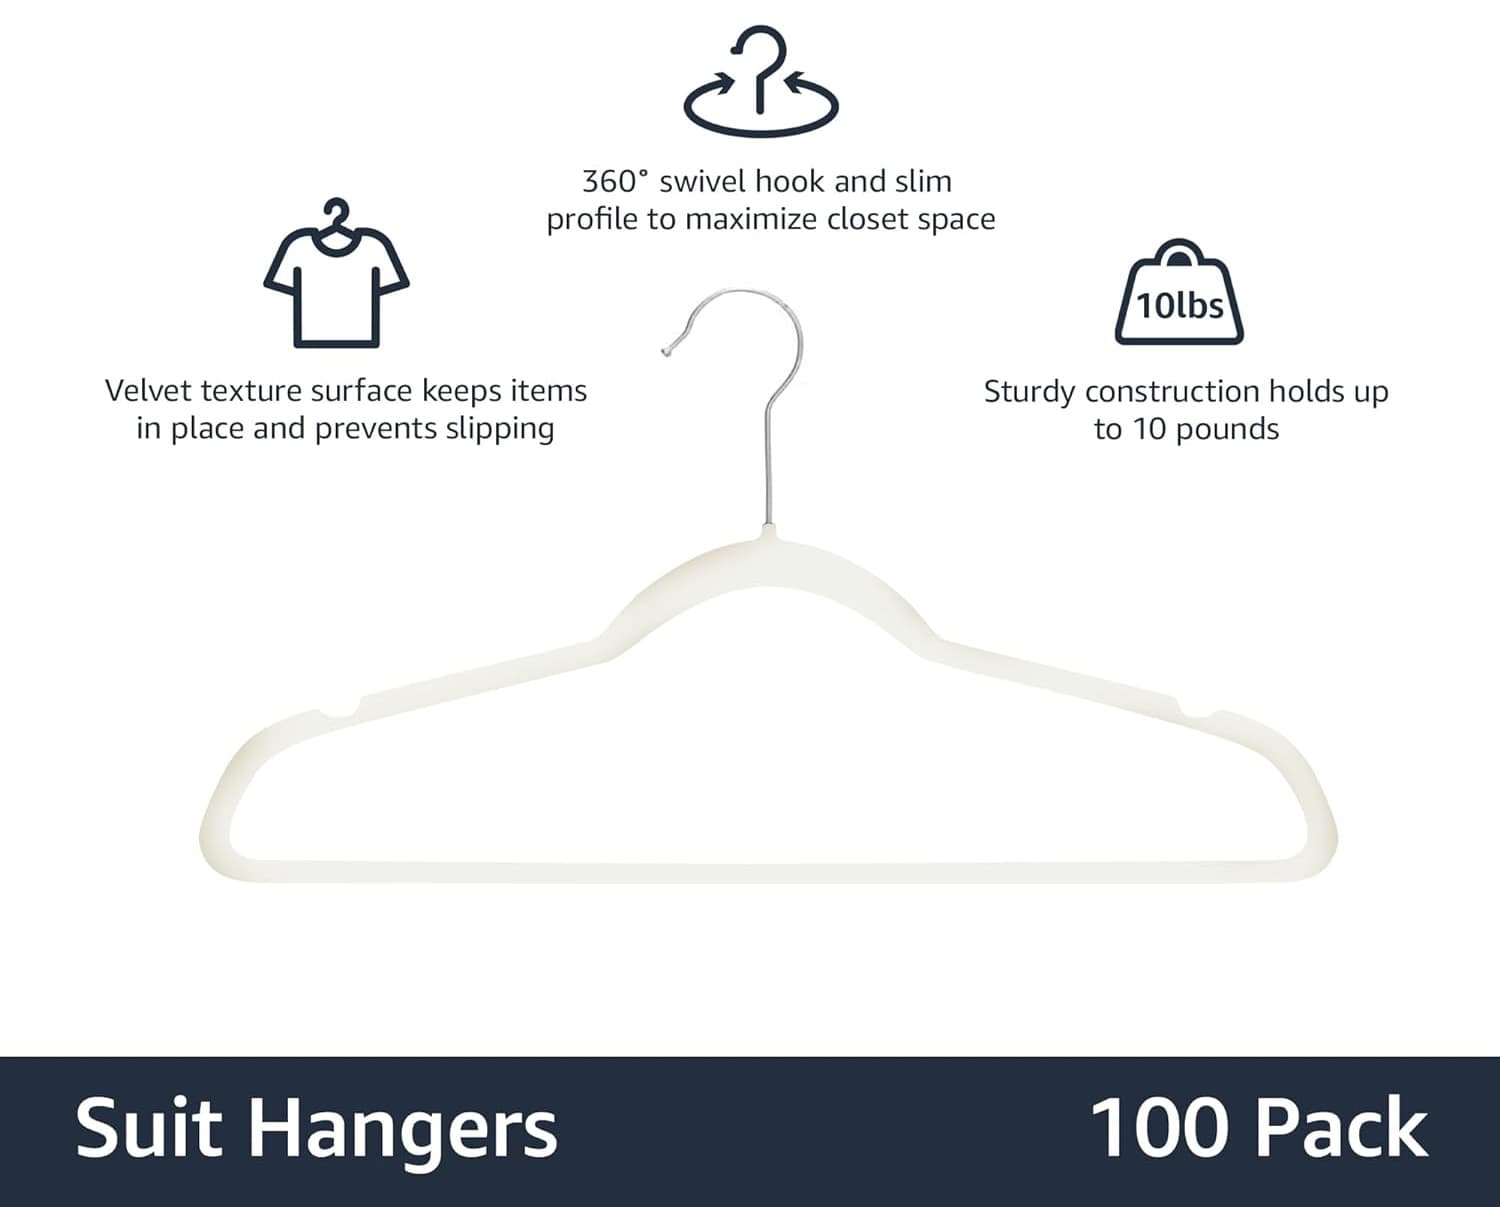 360° swivel hook and slim
profile to maximize closet space
Velvet texture surface keeps items
in place and prevents slipping
10lbs
Sturdy construction holds up
to 10 pounds
Suit Hangers
100 Pack